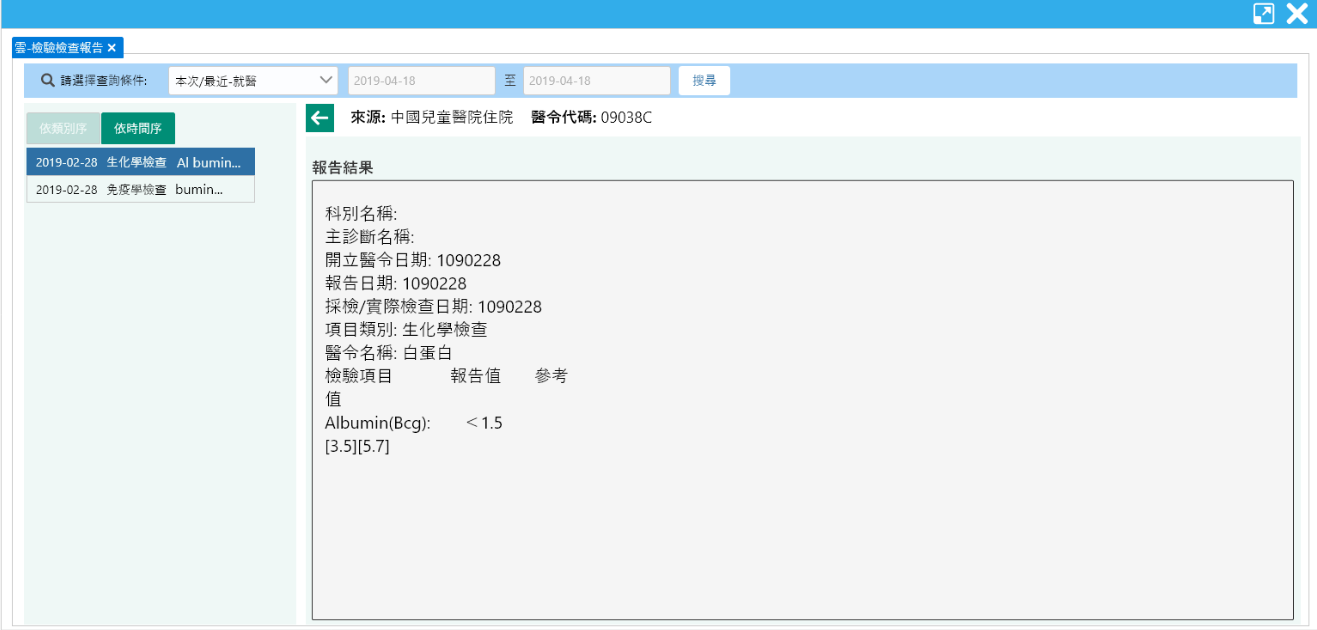 雲-檢驗檢查報告
請選擇查詢條件: 本次/最近-就醫 2019-04-18 至 2019-04-18 搜尋
依類別序 依時間序
2019-02-28 生化學檢查 Al bumin...
2019-02-28 免疫學檢查 bumin...
來源: 中國兒童醫院住院 醫令代碼: 09038C
報告結果
科別名稱:
主診斷名稱:
開立醫令日期: 1090228
報告日期: 1090228
採檢/實際檢查日期: 1090228
項目類別: 生化學檢查
醫令名稱: 白蛋白
檢驗項目 報告值 參考
值
Albumin(Bcg): ＜1.5
[3.5][5.7]